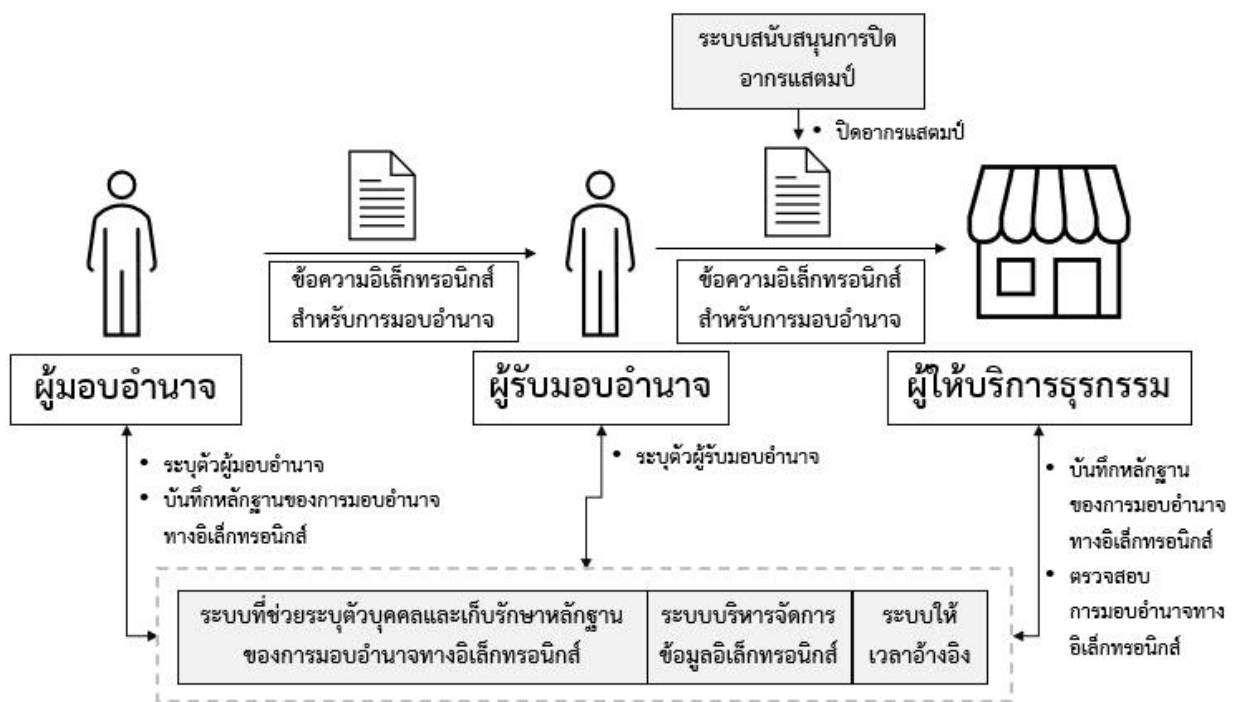 ระบบสนับสนุนการปิด
อากรแสตมป์
• ปิดอากรแสตมป์
ข้อความอิเล็กทรอนิกส์
สำหรับการมอบอำนาจ
ข้อความอิเล็กทรอนิกส์
สำหรับการมอบอำนาจ
ผู้มอบอำนาจ
ผู้รับมอบอำนาจ
ผู้ให้บริการธุรกรรม
• ระบุตัวผู้มอบอำนาจ
• บันทึกหลักฐานของการมอบอำนาจ
ทางอิเล็กทรอนิกส์
• ระบุตัวผู้รับมอบอำนาจ
• บันทึกหลักฐาน
ของการมอบอำนาจ
ทางอิเล็กทรอนิกส์
• ตรวจสอบ
การมอบอำนาจทาง
อิเล็กทรอนิกส์
ระบบที่ช่วยระบุตัวบุคคลและเก็บรักษาหลักฐาน
ของการมอบอำนาจทางอิเล็กทรอนิกส์
ระบบบริหารจัดการ
ข้อมูลอิเล็กทรอนิกส์
ระบบให้
เวลาอ้างอิง